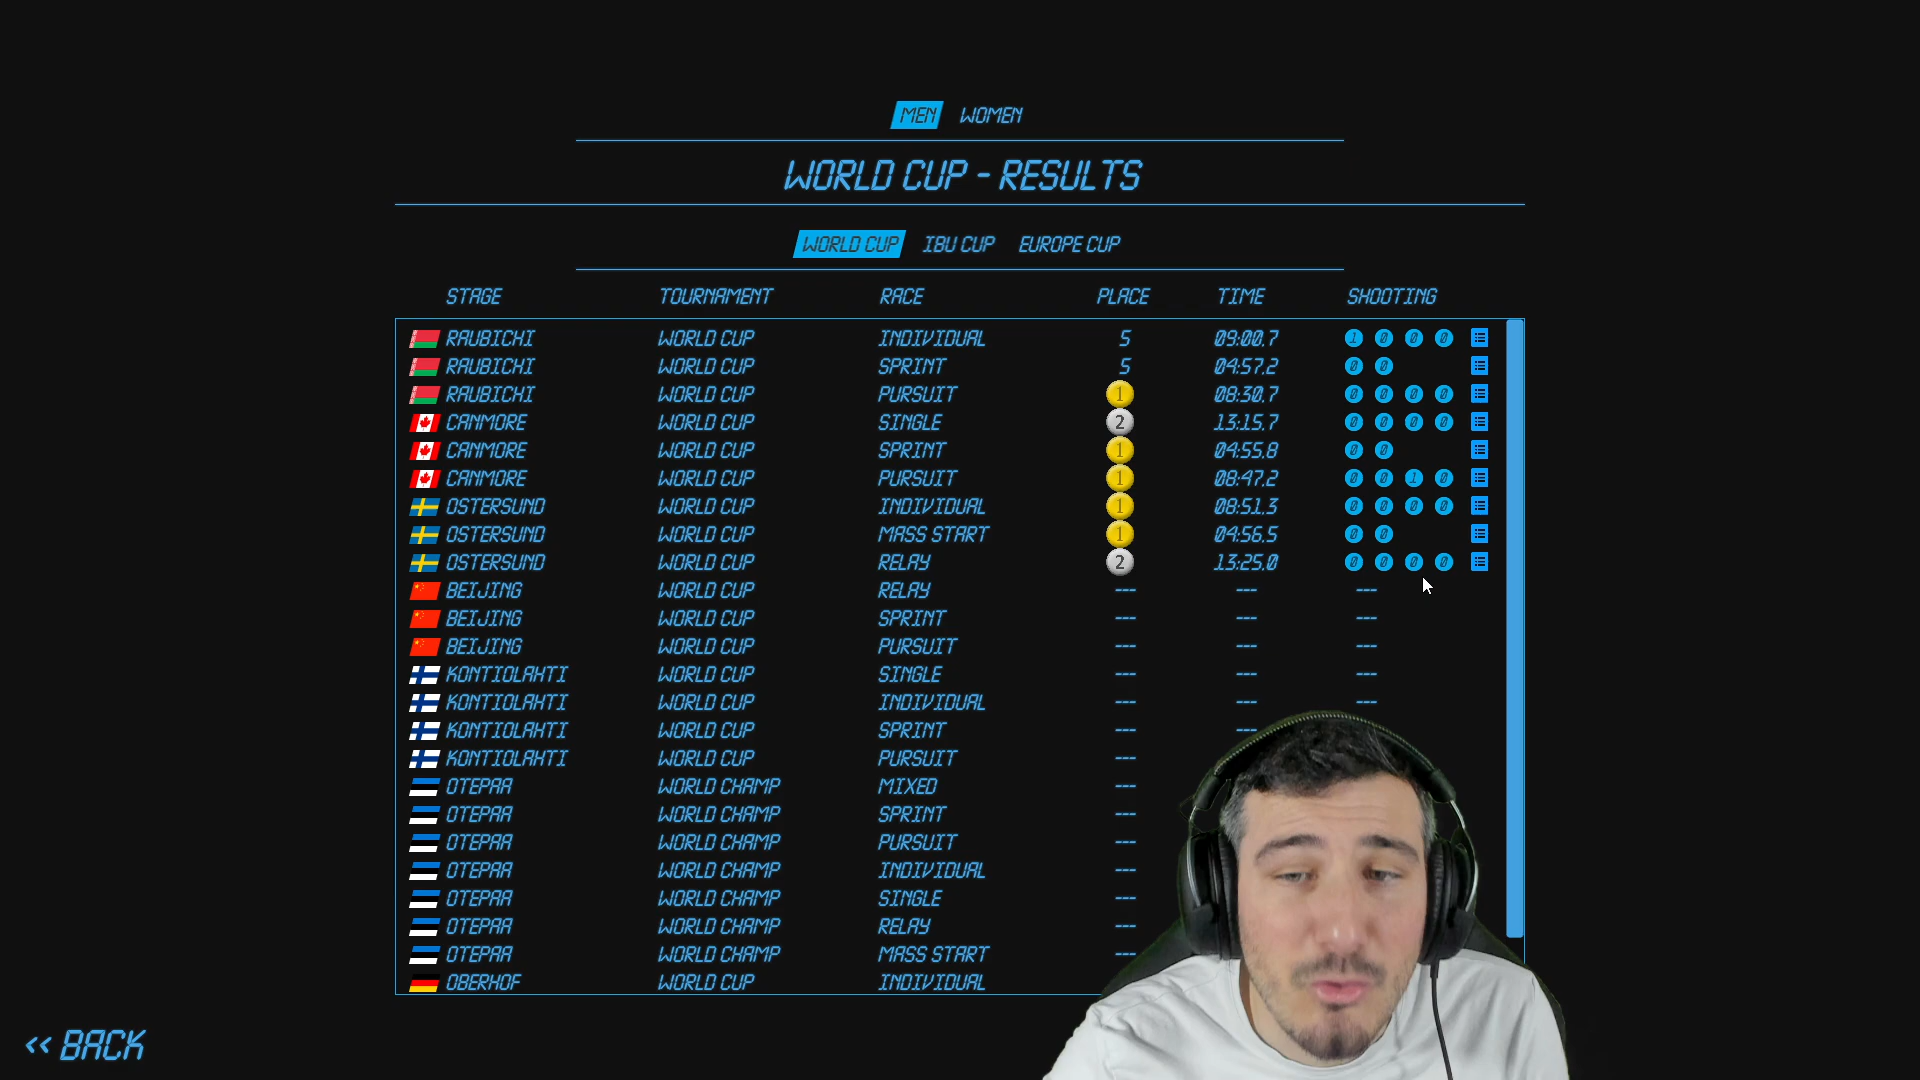 MEN WOMEN
WORLD CUP - RESULTS
WORLD CUP IBU CUP EUROPE CUP
STAGE TOURNAMENT RACE PLACE TIME SHOOTING
RAUBICHI WORLD CUP INDIVIDUAL 5 09:00.7 1 0 0 0
RAUBICHI WORLD CUP SPRINT 5 04:57.2 0 0
RAUBICHI WORLD CUP PURSUIT 1 08:30.7 0 0 0 0
CANMORE WORLD CUP SINGLE 2 13:15.7 0 0 0 0
CANMORE WORLD CUP SPRINT 1 04:55.8 0 0
CANMORE WORLD CUP PURSUIT 1 08:47.2 0 0 1 0
OSTERSUND WORLD CUP INDIVIDUAL 1 08:51.3 0 0 0 0
OSTERSUND WORLD CUP MASS START 1 04:56.5 0 0
OSTERSUND WORLD CUP RELAY 2 13:25.0 0 0 0 0
BEIJING WORLD CUP RELAY --- --- ---
BEIJING WORLD CUP SPRINT --- --- ---
BEIJING WORLD CUP PURSUIT --- --- ---
KONTIOLAHTI WORLD CUP SINGLE --- --- ---
KONTIOLAHTI WORLD CUP INDIVIDUAL --- --- ---
KONTIOLAHTI WORLD CUP SPRINT --- ---
KONTIOLAHTI WORLD CUP PURSUIT ---
OTEPAA WORLD CHAMP MIXED ---
OTEPAA WORLD CHAMP SPRINT ---
OTEPAA WORLD CHAMP PURSUIT ---
OTEPAA WORLD CHAMP INDIVIDUAL ---
OTEPAA WORLD CHAMP SINGLE ---
OTEPAA WORLD CHAMP RELAY ---
OTEPAA WORLD CHAMP MASS START ---
OBERHOF WORLD CUP INDIVIDUAL
<< BACK